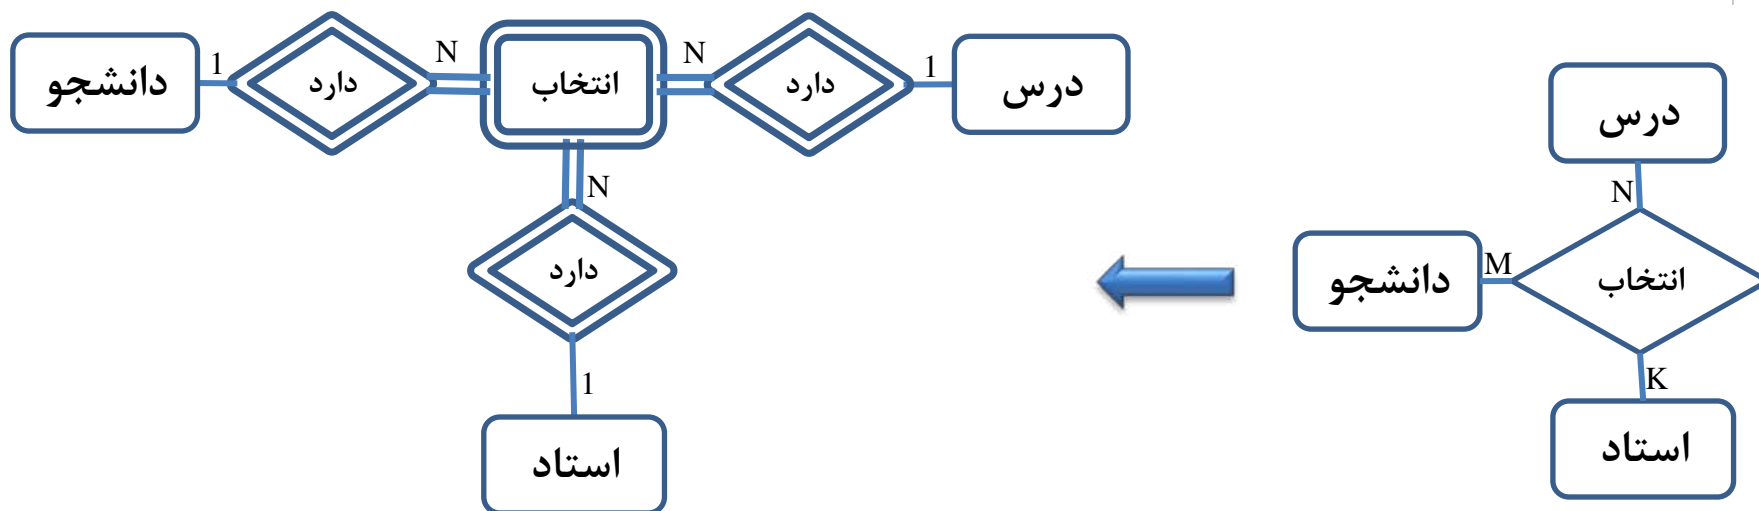 دانشجو
1
دارد
N
انتخاب
N
دارد
1
درس
N
دارد
1
استاد
درس
N
دانشجو
M
انتخاب
K
استاد